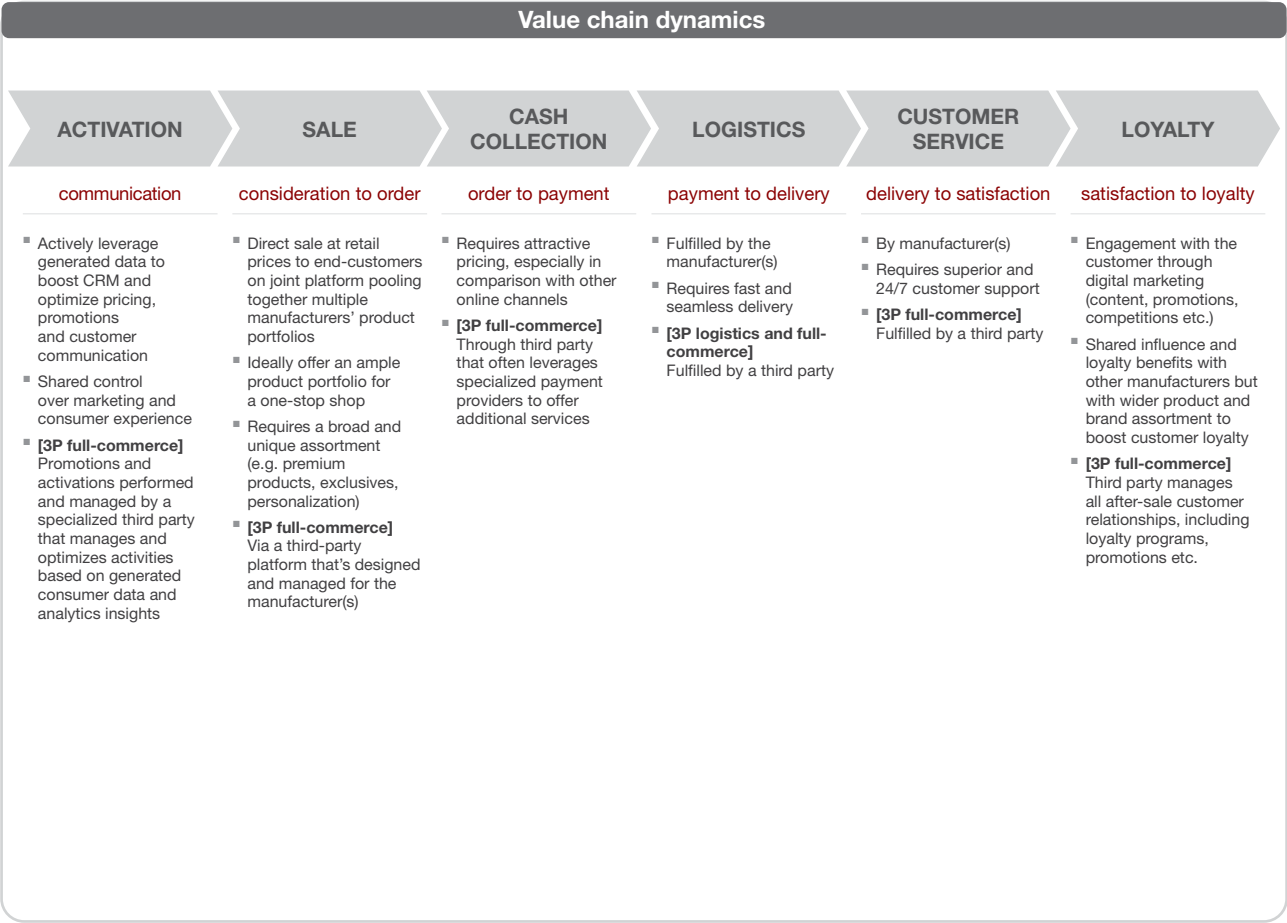 Value chain dynamics
ACTIVATION
SALE
CASH
COLLECTION
LOGISTICS
CUSTOMER
SERVICE
LOYALTY
communication
consideration to order
order to payment
payment to delivery
delivery to satisfaction
satisfaction to loyalty
▪ Actively leverage
generated data to
boost CRM and
optimize pricing,
promotions
and customer
communication
▪ Shared control
over marketing and
consumer experience
▪ [3P full-commerce]
Promotions and
activations performed
and managed by a
specialized third party
that manages and
optimizes activities
based on generated
consumer data and
analytics insights
▪ Direct sale at retail
prices to end-customers
on joint platform pooling
together multiple
manufacturers’ product
portfolios
▪ Ideally offer an ample
product portfolio for
a one-stop shop
▪ Requires a broad and
unique assortment
(e.g. premium
products, exclusives,
personalization)
▪ [3P full-commerce]
Via a third-party
platform that’s designed
and managed for the
manufacturer(s)
▪ Requires attractive
pricing, especially in
comparison with other
online channels
▪ [3P full-commerce]
Through third party
that often leverages
specialized payment
providers to offer
additional services
▪ Fulfilled by the
manufacturer(s)
▪ Requires fast and
seamless delivery
▪ [3P logistics and full-
commerce]
Fulfilled by a third party
▪ By manufacturer(s)
▪ Requires superior and
24/7 customer support
▪ [3P full-commerce]
Fulfilled by a third party
▪ Engagement with the
customer through
digital marketing
(content, promotions,
competitions etc.)
▪ Shared influence and
loyalty benefits with
other manufacturers but
with wider product and
brand assortment to
boost customer loyalty
▪ [3P full-commerce]
Third party manages
all after-sale customer
relationships, including
loyalty programs,
promotions etc.